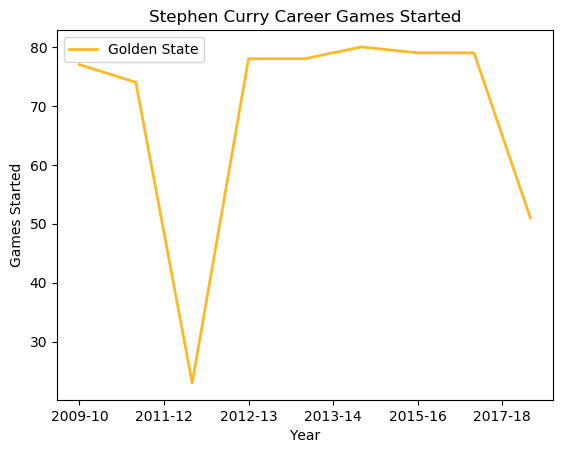 Stephen Curry Career Games Started
Golden State
80
70
60
50
40
30
Games Started
2009-10 2011-12 2012-13 2013-14 2015-16 2017-18
Year